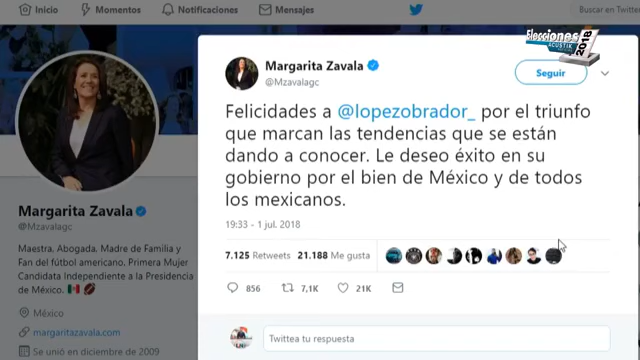 Inicio
Momentos
Notificaciones
Mensajes
Buscar en Twitter
Elecciones
2018
ACUSTIK
Margarita Zavala
@Mzavalagc
Seguir
Felicidades a @lopezobrador_ por el triunfo
que marcan las tendencias que se están
dando a conocer. Le deseo éxito en su
gobierno por el bien de México y de todos
los mexicanos.
19:33 - 1 jul. 2018
7.125 Retweets 21.188 Me gusta
856 7,1K 21K
Twittea tu respuesta
Margarita Zavala
@Mzavalagc
Maestra. Abogada. Madre de Familia y
Fan del fútbol americano. Primera Mujer
Candidata Independiente a la Presidencia
de México.
México
margaritazavala.com
Se unió en diciembre de 2009